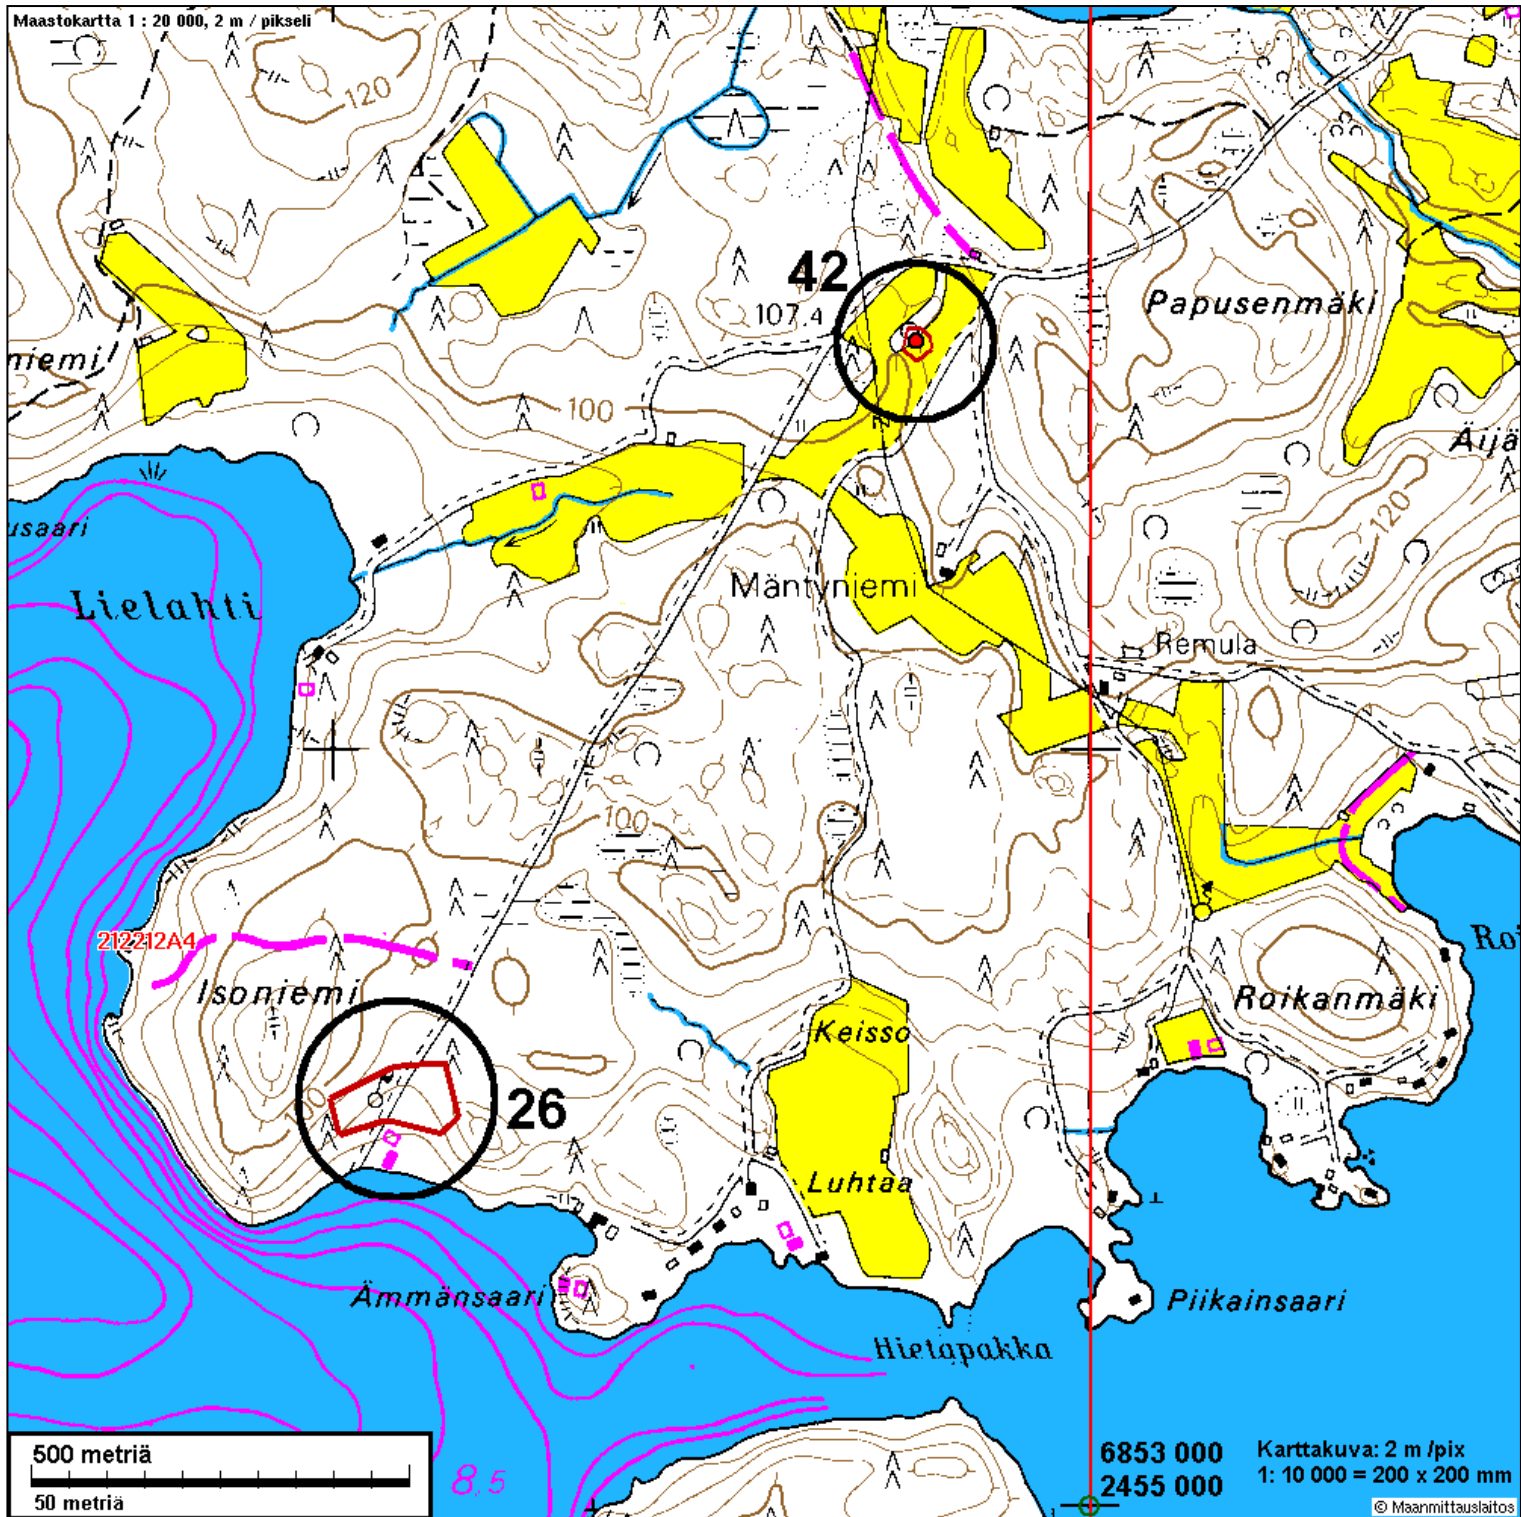 Maastokartta 1 : 20 000, 2 m / pikseli
120
42
107.4
Papusenmäki
niemi
100
Äijä
120
usaari
Lielahti
Mäntyniemi
Remula
100
212212A4
Isoniemi
Roi
Roikanmäki
Keisso
100
26
Luhtaa
Ämmänsaari
Piikainsaari
Hietapakka
500 metriä
50 metriä
8,5
6853 000
2455 000
Karttakuva: 2 m /pix
1: 10 000 = 200 x 200 mm
© Maanmittauslaitos